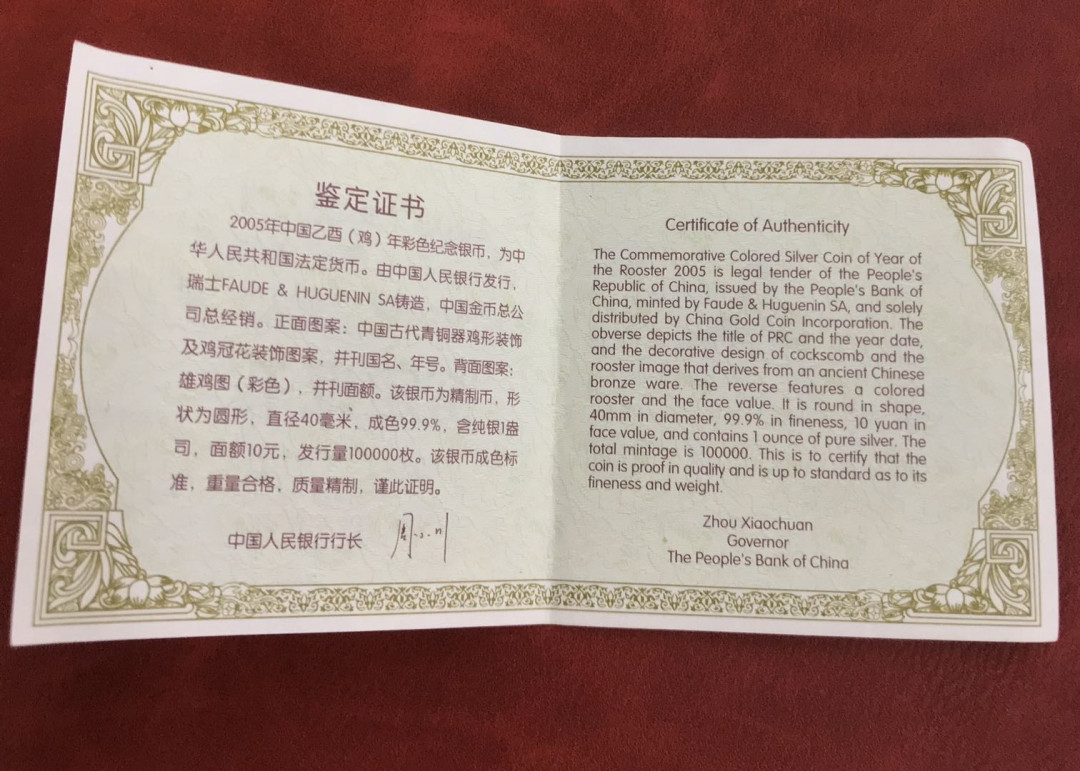 鉴定证书
2005年中国乙酉（鸡）年彩色纪念银币，为中
华人民共和国法定货币。由中国人民银行发行，
瑞士FAUDE & HUGUENIN SA铸造，中国金币总公
司总经销。正面图案：中国古代青铜器鸡形装饰
及鸡冠花装饰图案，并刊国名、年号。背面图案：
雄鸡图（彩色），并刊面额。该银币为精制币，形
状为圆形，直径40毫米，成色99.9%，含纯银1盎
司，面额10元，发行量100000枚。该银币成色标
准，重量合格，质量精制，谨此证明。
中国人民银行行长 周小川
Certificate of Authenticity
The Commemorative Colored Silver Coin of Year of
the Rooster 2005 is legal tender of the People's
Republic of China, issued by the People's Bank of
China, minted by Faude & Huguenin SA, and solely
distributed by China Gold Coin Incorporation. The
obverse depicts the title of PRC and the year date,
and the decorative design of cockscomb and the
rooster image that derives from an ancient Chinese
bronze ware. The reverse features a colored
rooster and the face value. It is round in shape,
40mm in diameter, 99.9% in fineness, 10 yuan in
face value, and contains 1 ounce of pure silver. The
total mintage is 100000. This is to certify that the
coin is proof in quality and is up to standard as to its
fineness and weight.
Zhou Xiaochuan
Governor
The People's Bank of China